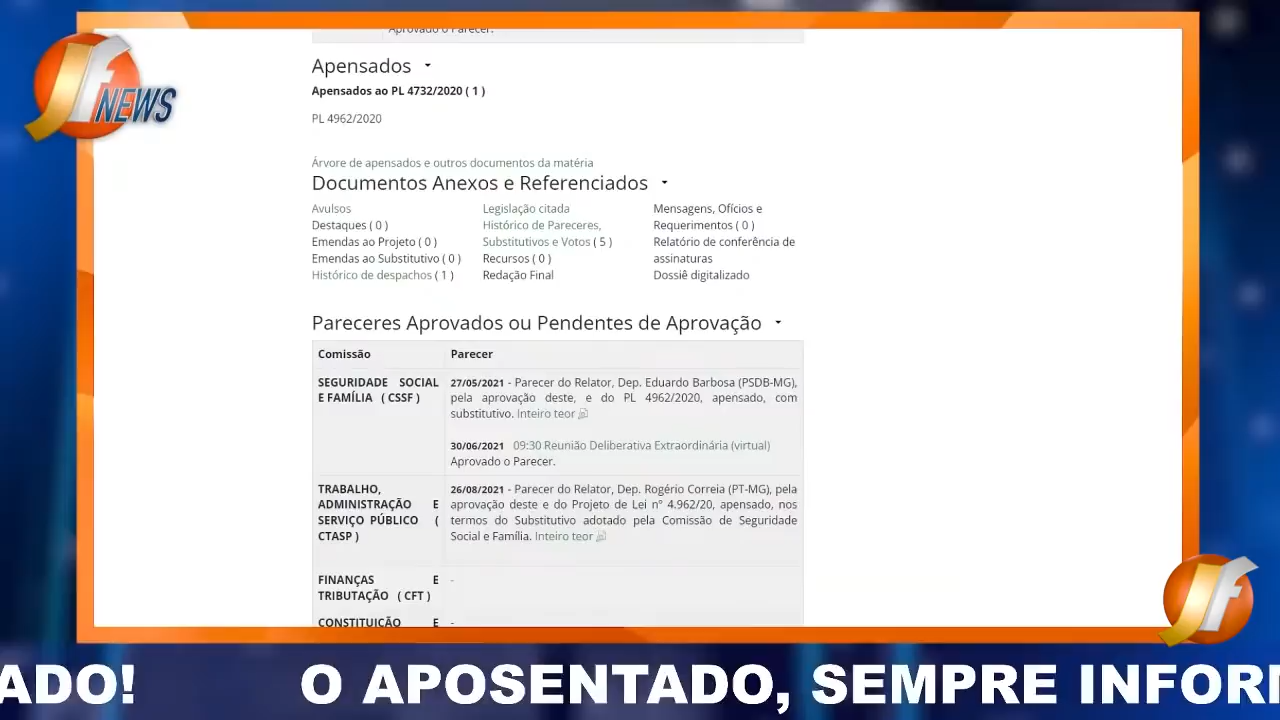 Aprovado o Parecer.
Apensados
Apensados ao PL 4732/2020 ( 1 )
PL 4962/2020
Árvore de apensados e outros documentos da matéria
Documentos Anexos e Referenciados
Avulsos
Destaques ( 0 )
Emendas ao Projeto ( 0 )
Emendas ao Substitutivo ( 0 )
Histórico de despachos ( 1 )
Legislação citada
Histórico de Pareceres,
Substitutivos e Votos ( 5 )
Recursos ( 0 )
Redação Final
Mensagens, Ofícios e
Requerimentos ( 0 )
Relatório de conferência de
assinaturas
Dossiê digitalizado
Pareceres Aprovados ou Pendentes de Aprovação
Comissão
Parecer
SEGURIDADE SOCIAL
E FAMÍLIA ( CSSF )
27/05/2021 - Parecer do Relator, Dep. Eduardo Barbosa (PSDB-MG),
pela aprovação deste, e do PL 4962/2020, apensado, com
substitutivo. Inteiro teor
30/06/2021 09:30 Reunião Deliberativa Extraordinária (virtual)
Aprovado o Parecer.
TRABALHO,
ADMINISTRAÇÃO E
SERVIÇO PÚBLICO (
CTASP )
26/08/2021 - Parecer do Relator, Dep. Rogério Correia (PT-MG), pela
aprovação deste e do Projeto de Lei nº 4.962/20, apensado, nos
termos do Substitutivo adotado pela Comissão de Seguridade
Social e Família. Inteiro teor
FINANÇAS E
TRIBUTAÇÃO ( CFT )
-
CONSTITUIÇÃO E
-
Jf
NEWS
Jf
ADO! O APOSENTADO, SEMPRE INFORM